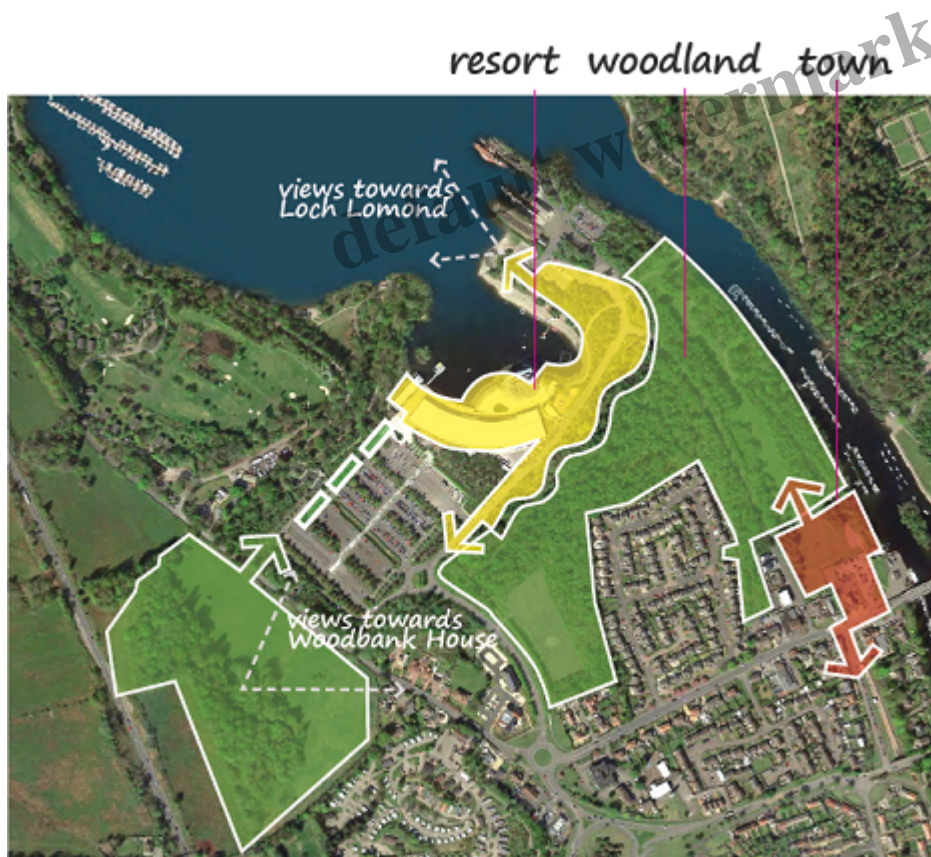 resort woodland town
default watermark
views towards
Loch Lomond
views towards
Woodbank House